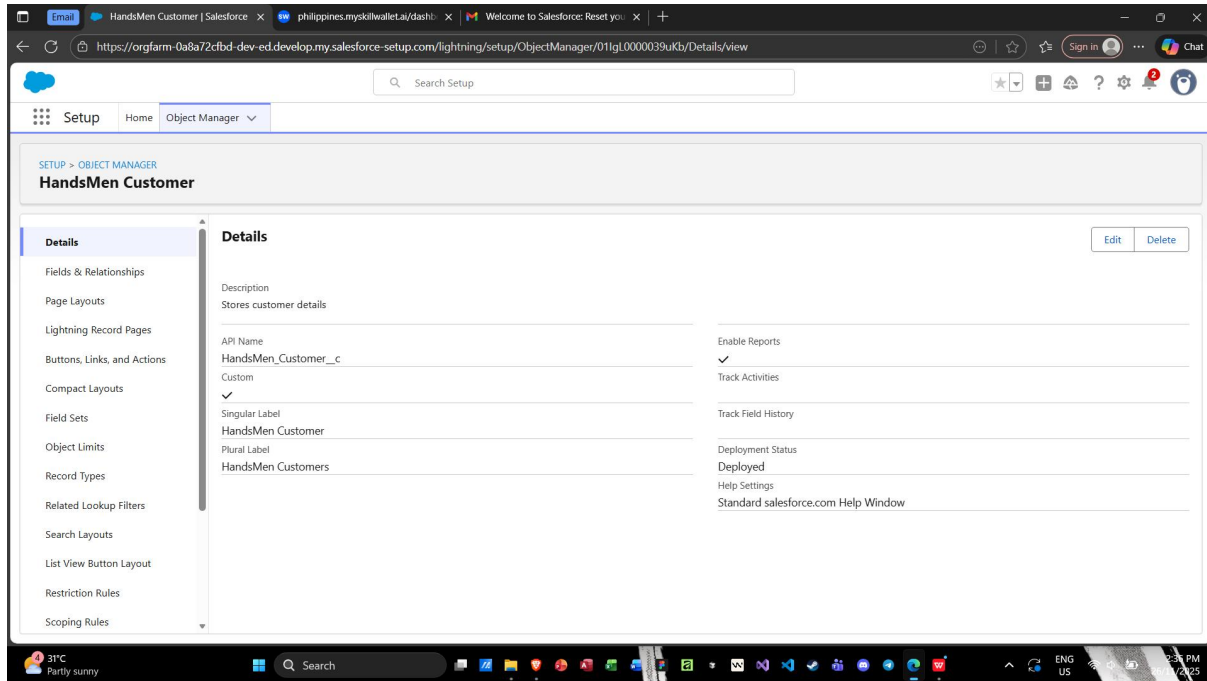 Email
HandsMen Customer | Salesforce
philippines.myskillwallet.ai/dashb
Welcome to Salesforce: Reset you
https://orgfarm-0a8a72cfbd-dev-ed.develop.my.salesforce-setup.com/lightning/setup/ObjectManager/01IgL0000039uKb/Details/view
Sign in
Chat
Search Setup
2
Setup
Home
Object Manager
SETUP > OBJECT MANAGER
HandsMen Customer
Details
Fields & Relationships
Page Layouts
Lightning Record Pages
Buttons, Links, and Actions
Compact Layouts
Field Sets
Object Limits
Record Types
Related Lookup Filters
Search Layouts
List View Button Layout
Restriction Rules
Scoping Rules
Details
Edit
Delete
Description
Stores customer details
API Name
HandsMen_Customer__c
Custom
Singular Label
HandsMen Customer
Plural Label
HandsMen Customers
Enable Reports
Track Activities
Track Field History
Deployment Status
Deployed
Help Settings
Standard salesforce.com Help Window
4
31°C
Partly sunny
Search
ENG
US